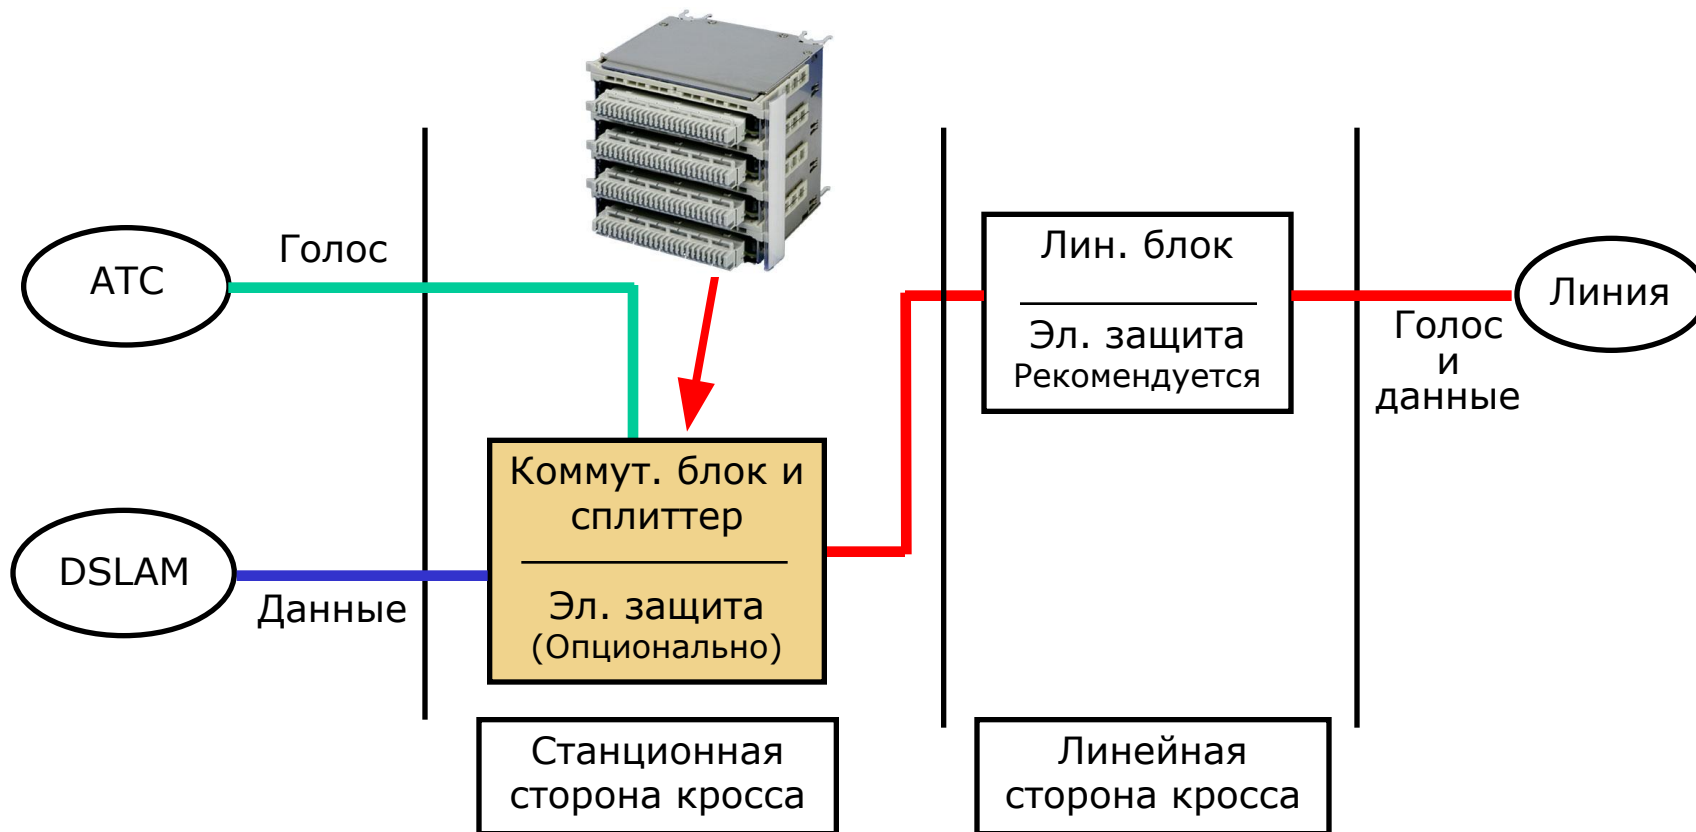 АТС
Голос
DSLAM
Данные
Коммут. блок и
сплиттер
Эл. защита
(Опционально)
Лин. блок
Эл. защита
Рекомендуется
Линия
Голос
и
данные
Станционная
сторона кросса
Линейная
сторона кросса